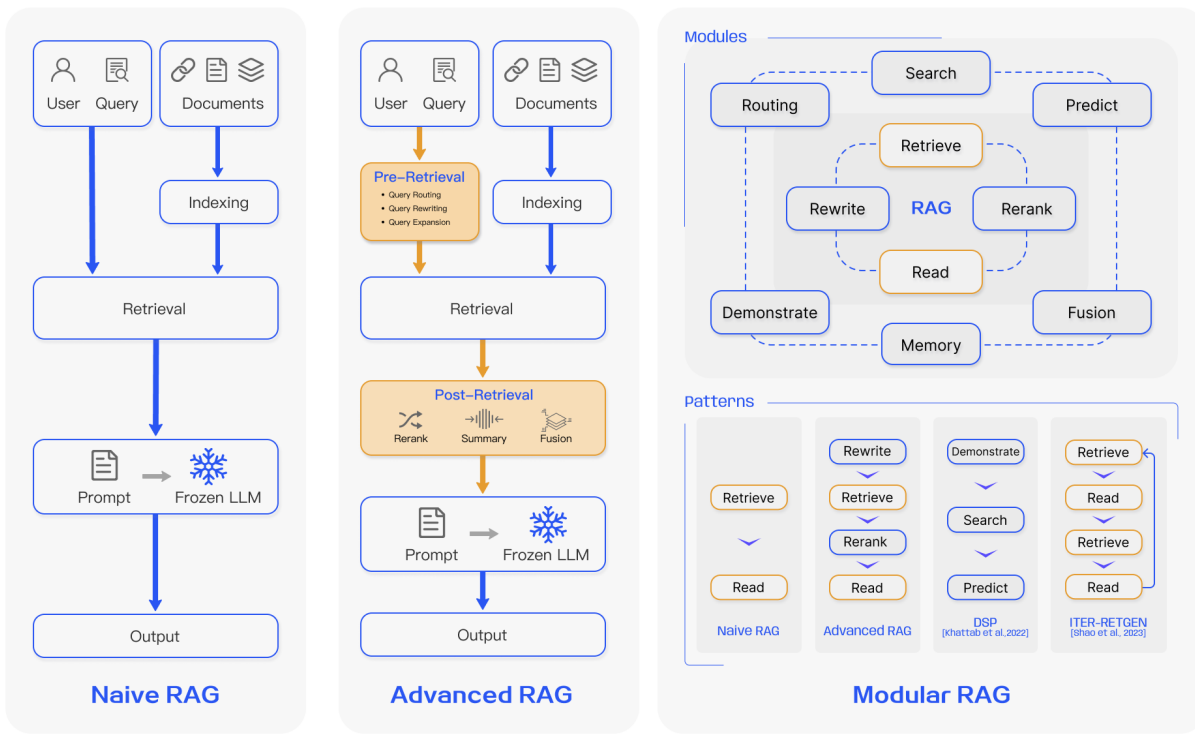 User Query
Documents
Indexing
Retrieval
Prompt
Frozen LLM
Output
Naive RAG
User Query
Documents
Pre-Retrieval
• Query Routing
• Query Rewriting
• Query Expansion
Indexing
Retrieval
Post-Retrieval
Rerank
Summary
Fusion
Prompt
Frozen LLM
Output
Advanced RAG
Modules
Search
Routing
Predict
Retrieve
Rewrite
RAG
Rerank
Read
Demonstrate
Fusion
Memory
Patterns
Retrieve
Read
Naive RAG
Rewrite
Retrieve
Rerank
Read
Advanced RAG
Demonstrate
Search
Predict
DSP
[Khattab et al.,2022]
Retrieve
Read
Retrieve
Read
ITER-RETGEN
[Shao et al., 2023]
Modular RAG